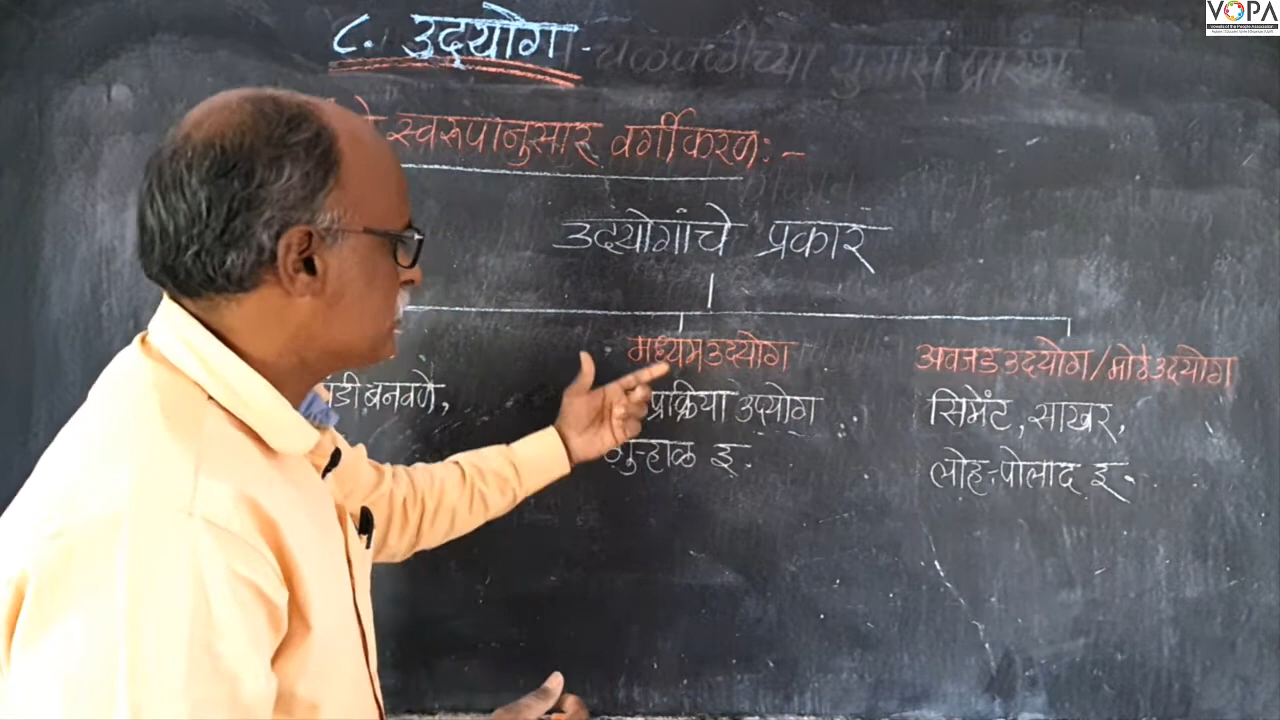 VOPA
८. उद्योग -
स्वरूपानुसार वर्गीकरण: -
उद्योगांचे प्रकार
मध्यम उद्योग
अवजड उद्योग/मोठे उद्योग
बनवणे,
प्रक्रिया उद्योग
सिमेंट, साखर,
गुऱ्हाळ इ.
लोह-पोलाद इ.